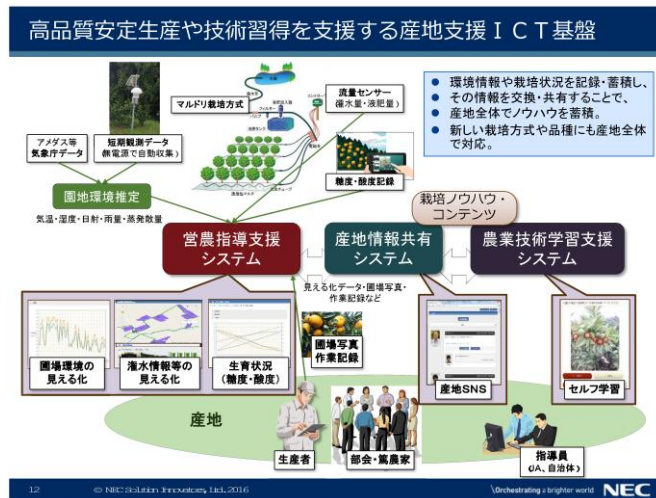 高品質安定生産や技術習得を支援する産地支援ICT基盤
マルドリ栽培方式
流量センサー
(灌水量・液肥量)
● 環境情報や栽培状況を記録・蓄積し、
● その情報を交換・共有することで、
● 産地全体でノウハウを蓄積。
● 新しい栽培方式や品種にも産地全体
で対応。
アメダス等
気象庁データ
短期観測データ
(無電源で自動収集)
糖度・酸度記録
園地環境推定
気温・湿度・日射・雨量・蒸発散量
栽培ノウハウ・
コンテンツ
営農指導支援
システム
産地情報共有
システム
農業技術学習支援
システム
見える化データ・圃場写真・
作業記録など
圃場環境の
見える化
灌水情報等の
見える化
生育状況
(糖度・酸度)
圃場写真
作業記録
産地SNS
セルフ学習
産地
生産者
部会・篤農家
指導員
(JA、自治体)
12
© NEC Solution Innovators, Ltd. 2016
\Orchestrating a brighter world
NEC